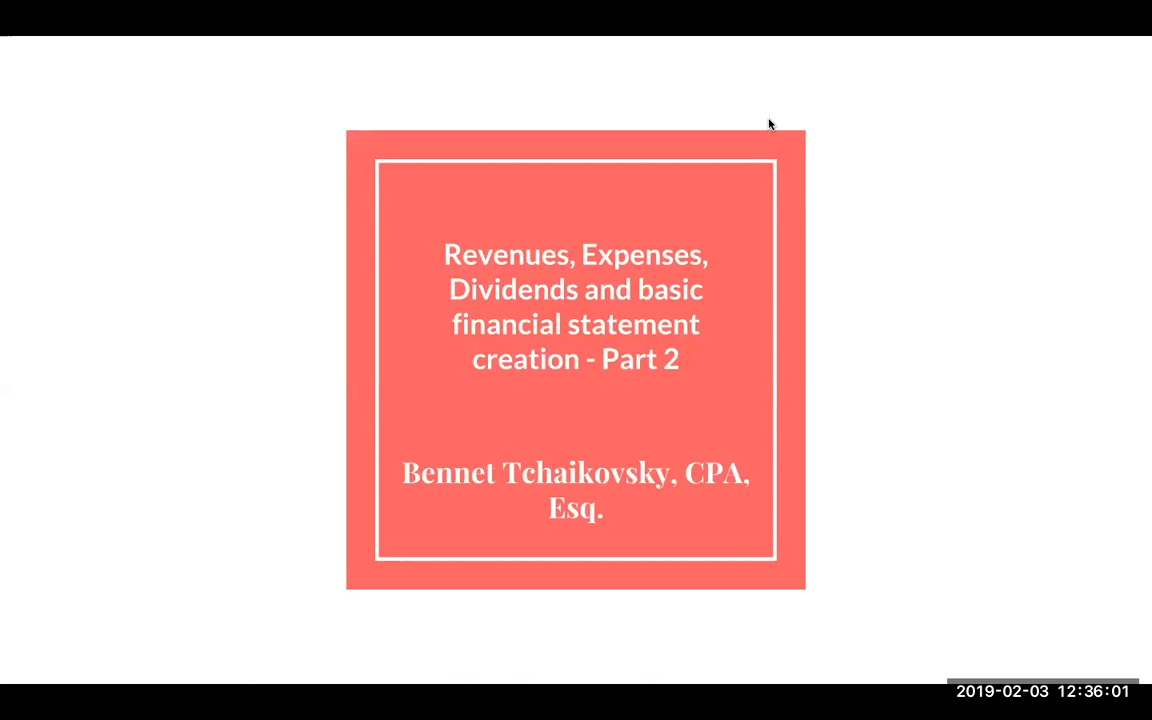 Revenues, Expenses,
Dividends and basic
financial statement
creation - Part 2
Bennet Tchaikovsky, CPA,
Esq.
2019-02-03 12:36:01